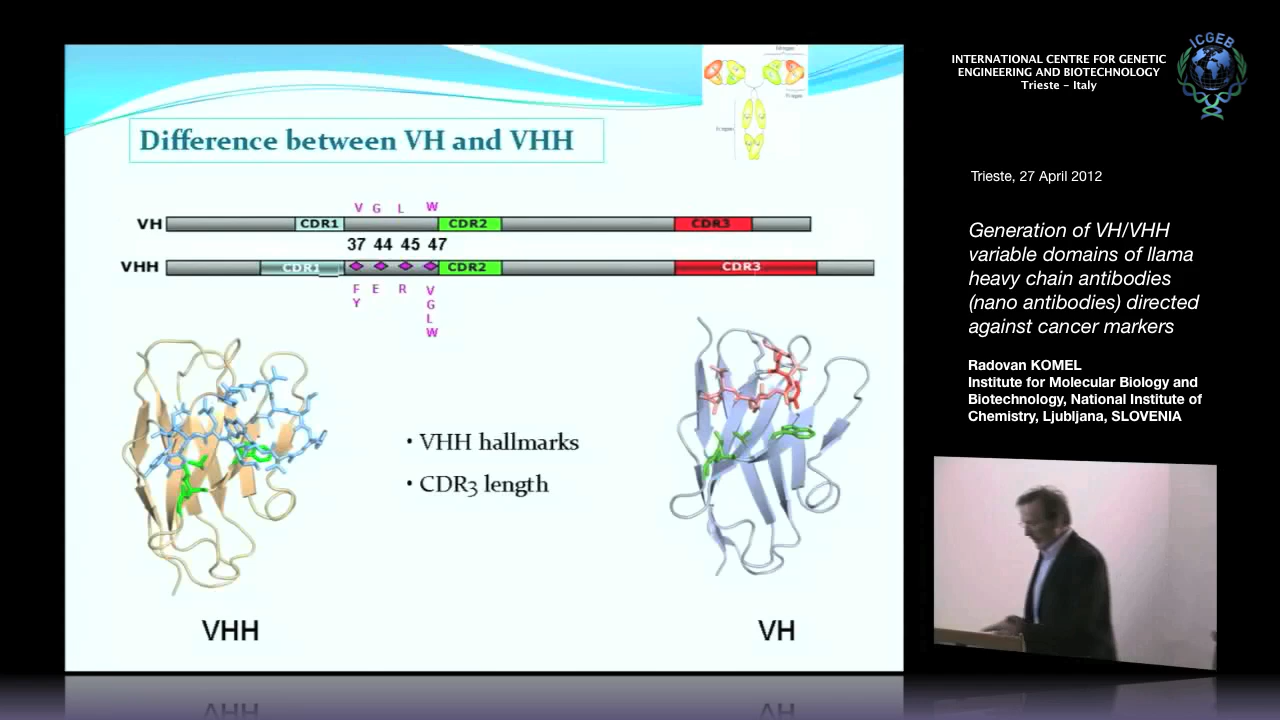 Difference between VH and VHH
V G L W
VH
CDR1
CDR2
CDR3
37 44 45 47
VHH
CDR1
CDR2
CDR3
F E R V
Y G
L
W
• VHH hallmarks
• CDR3 length
VHH
VH
ICGEB
INTERNATIONAL CENTRE FOR GENETIC
ENGINEERING AND BIOTECHNOLOGY
Trieste - Italy
Trieste, 27 April 2012
Generation of VH/VHH
variable domains of llama
heavy chain antibodies
(nano antibodies) directed
against cancer markers
Radovan KOMEL
Institute for Molecular Biology and
Biotechnology, National Institute of
Chemistry, Ljubljana, SLOVENIA